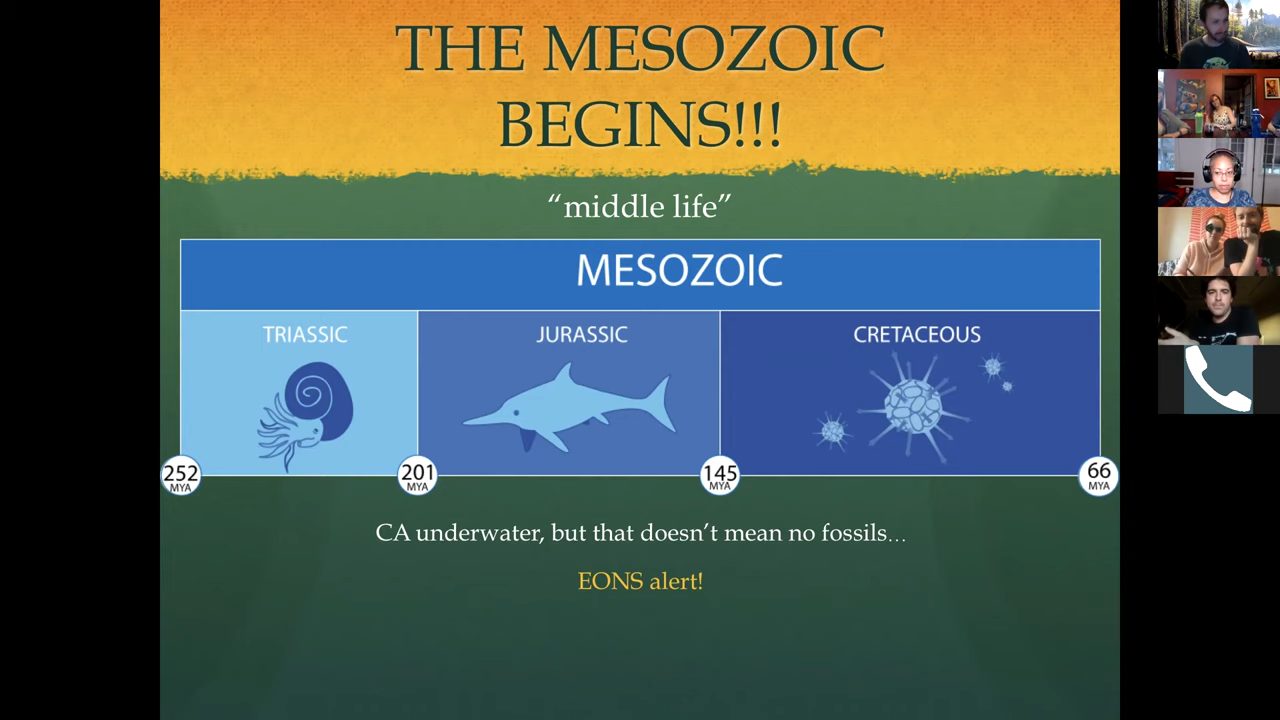 THE MESOZOIC
BEGINS!!!
“middle life”
MESOZOIC
TRIASSIC
JURASSIC
CRETACEOUS
252
MYA
201
MYA
145
MYA
66
MYA
CA underwater, but that doesn’t mean no fossils...
EONS alert!